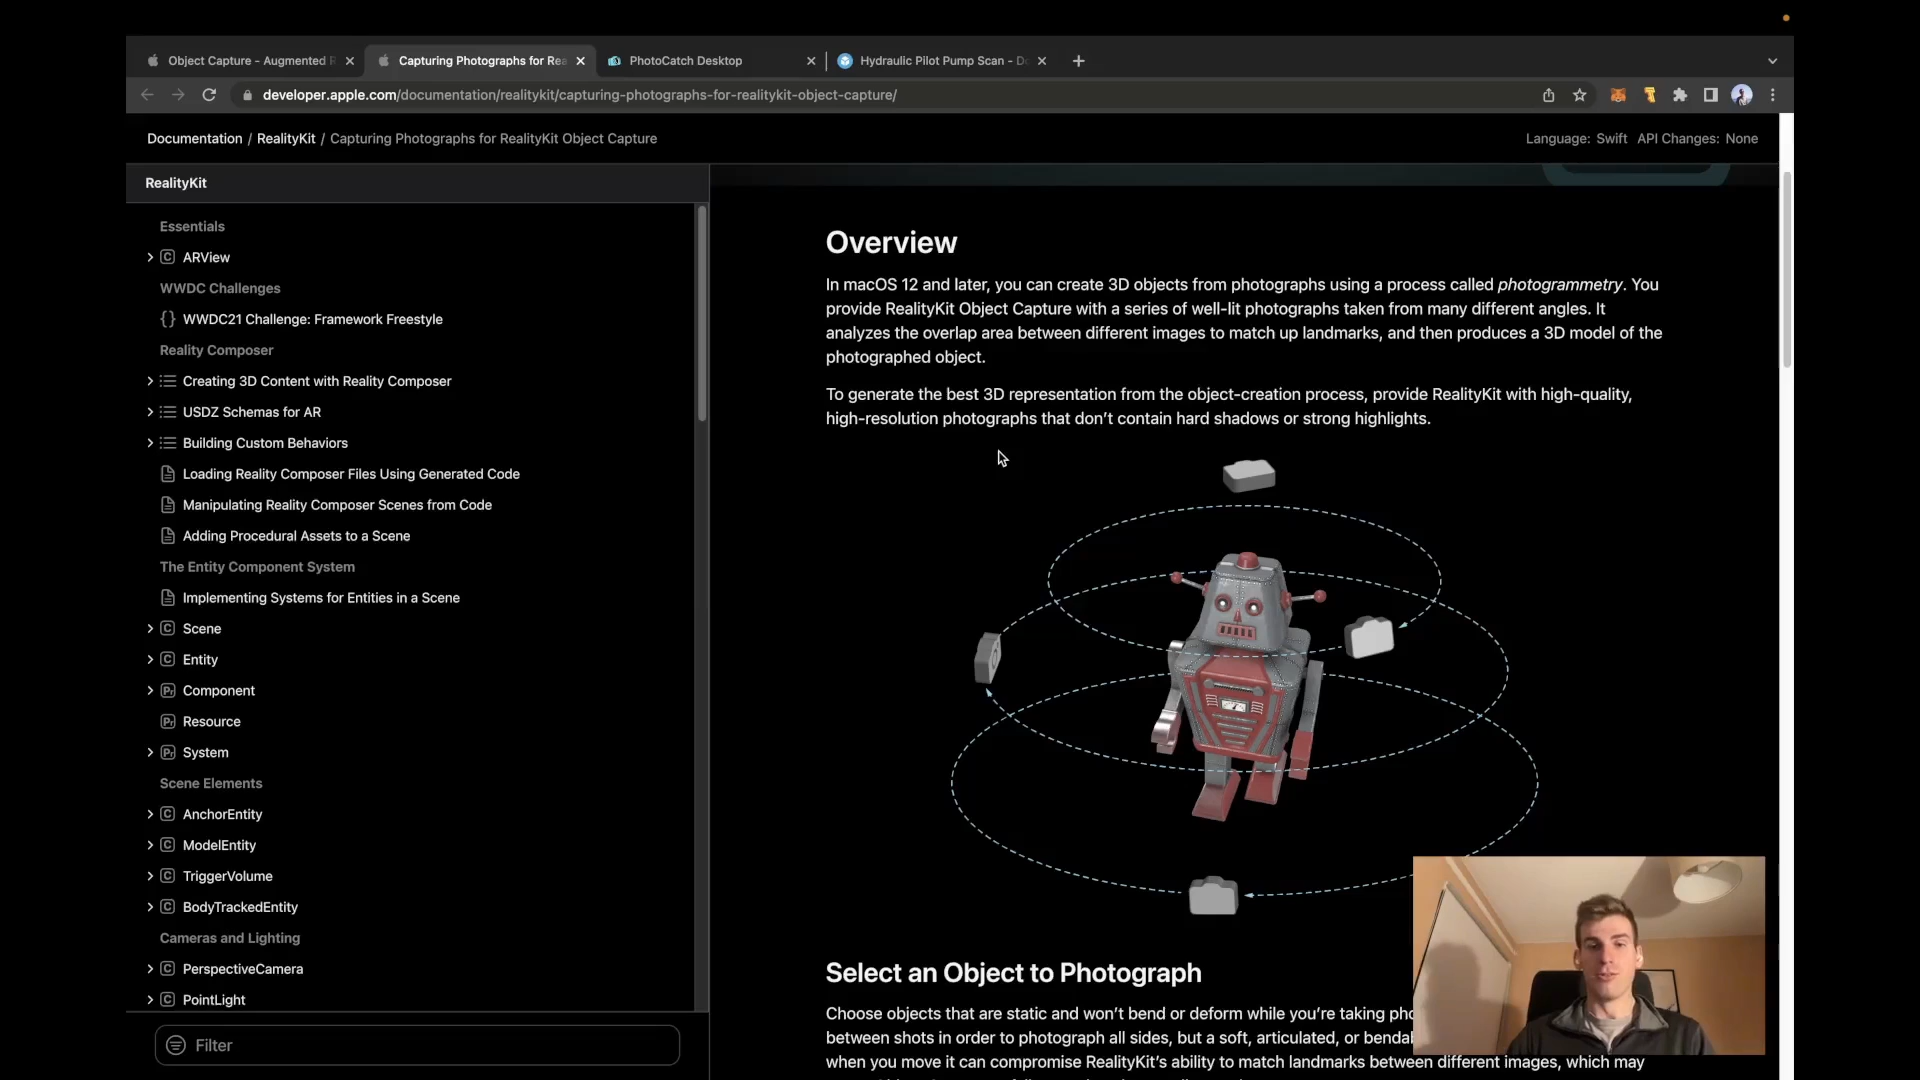 Object Capture - Augmented R
Capturing Photographs for Rea
PhotoCatch Desktop
Hydraulic Pilot Pump Scan - D
developer.apple.com/documentation/realitykit/capturing-photographs-for-realitykit-object-capture/
Documentation / RealityKit / Capturing Photographs for RealityKit Object Capture
Language: Swift API Changes: None
RealityKit
Essentials
ARView
WWDC Challenges
WWDC21 Challenge: Framework Freestyle
Reality Composer
Creating 3D Content with Reality Composer
USDZ Schemas for AR
Building Custom Behaviors
Loading Reality Composer Files Using Generated Code
Manipulating Reality Composer Scenes from Code
Adding Procedural Assets to a Scene
The Entity Component System
Implementing Systems for Entities in a Scene
C Scene
C Entity
Pr Component
Pr Resource
Pr System
Scene Elements
C AnchorEntity
C ModelEntity
C TriggerVolume
C BodyTrackedEntity
Cameras and Lighting
C PerspectiveCamera
C PointLight
Filter
Overview
In macOS 12 and later, you can create 3D objects from photographs using a process called photogrammetry. You
provide RealityKit Object Capture with a series of well-lit photographs taken from many different angles. It
analyzes the overlap area between different images to match up landmarks, and then produces a 3D model of the
photographed object.
To generate the best 3D representation from the object-creation process, provide RealityKit with high-quality,
high-resolution photographs that don’t contain hard shadows or strong highlights.
Select an Object to Photograph
Choose objects that are static and won’t bend or deform while you’re taking pho
between shots in order to photograph all sides, but a soft, articulated, or bendab
when you move it can compromise RealityKit’s ability to match landmarks between different images, which may